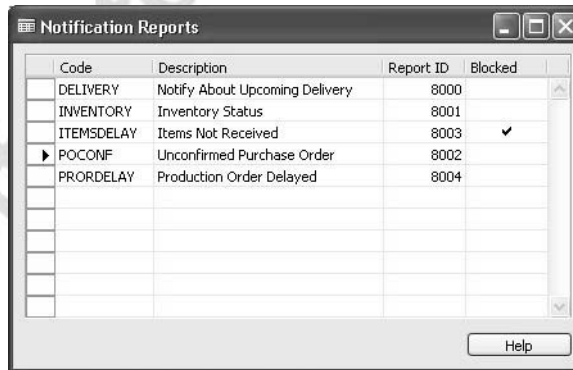 Notification Reports
Code Description Report ID Blocked
DELIVERY Notify About Upcoming Delivery 8000
INVENTORY Inventory Status 8001
ITEMSDELAY Items Not Received 8003 ✔
POCONF Unconfirmed Purchase Order 8002
PRORDELAY Production Order Delayed 8004
Help